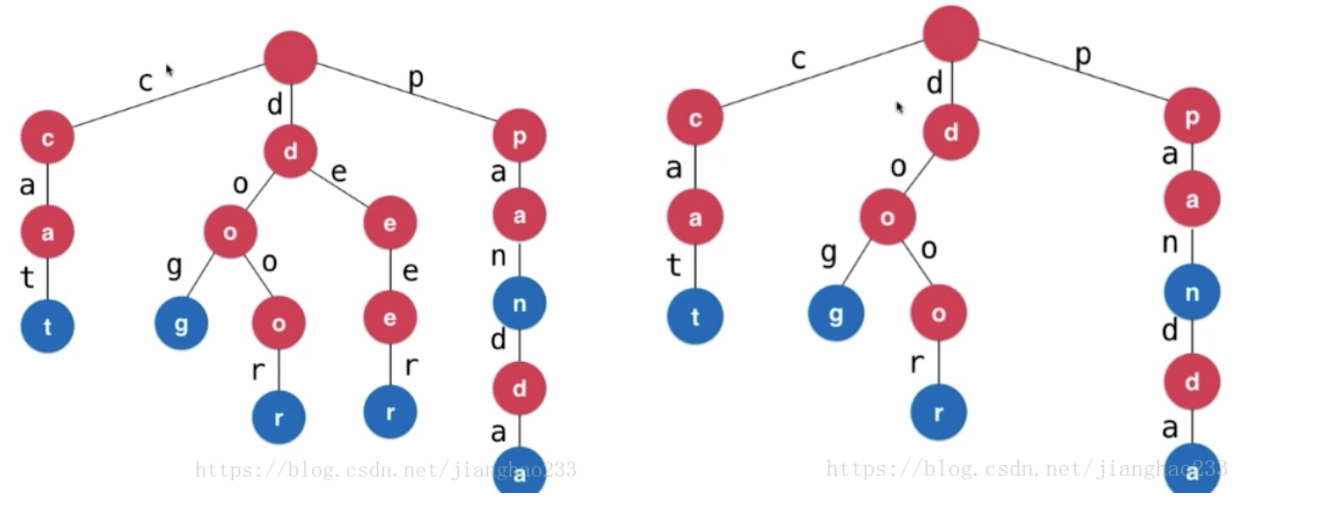 c p
d
c d p
a o e a
a o e a
t g o e n
t g o e n
r r d
r r d
a
https://blog.csdn.net/jianghao233
a
c p
d
c d p
a o a
a o a
t g o n
t g o n
r d
r d
a
https://blog.csdn.net/jianghao233
a